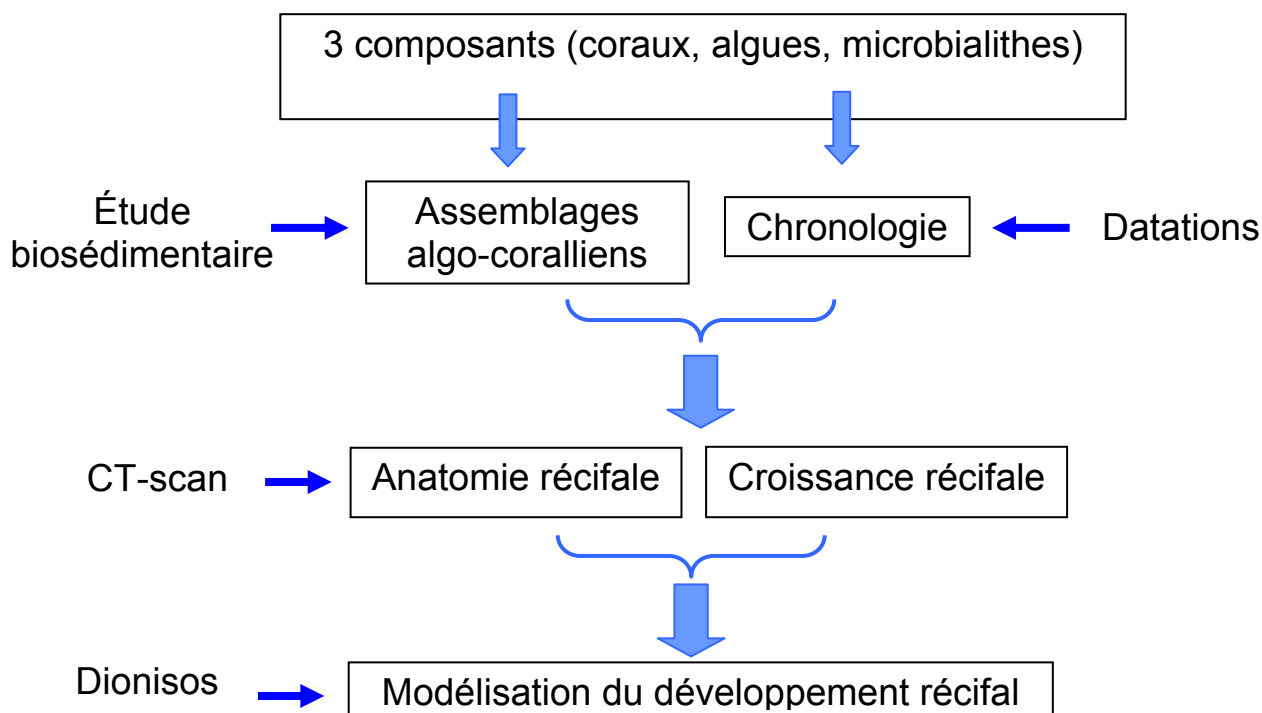 3 composants (coraux, algues, microbialithes)
Étude
biosédimentaire
Assemblages
algo-coralliens
Chronologie
Datations
CT-scan
Anatomie récifale
Croissance récifale
Dionisos
Modélisation du développement récifal